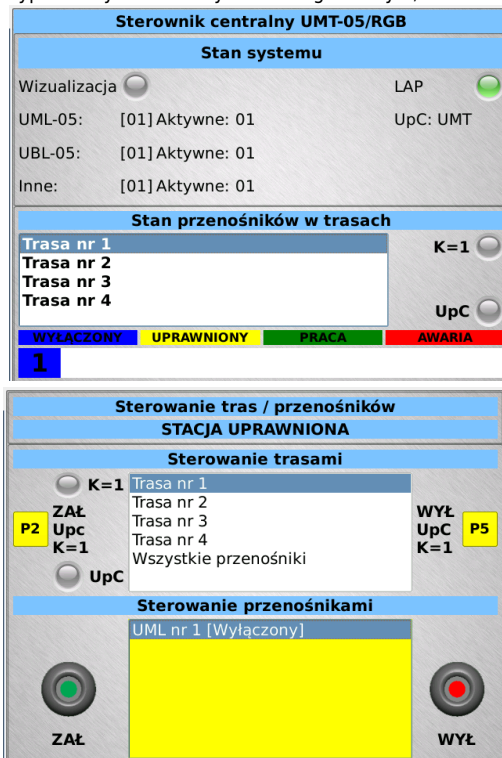 Sterownik centralny UMT-05/RGB
Stan systemu
Wizualizacja LAP
UML-05: [01] Aktywne: 01 UpC: UMT
UBL-05: [01] Aktywne: 01
Inne: [01] Aktywne: 01
Stan przenośników w trasach
Trasa nr 1
Trasa nr 2
Trasa nr 3
Trasa nr 4
K=1
UpC
WYŁĄCZONY UPRAWNIONY PRACA AWARIA
1
Sterowanie tras / przenośników
STACJA UPRAWNIONA
Sterowanie trasami
K=1
P2
ZAŁ
Upc
K=1
UpC
Trasa nr 1
Trasa nr 2
Trasa nr 3
Trasa nr 4
Wszystkie przenośniki
WYŁ
UpC
K=1
P5
Sterowanie przenośnikami
UML nr 1 [Wyłączony]
ZAŁ WYŁ